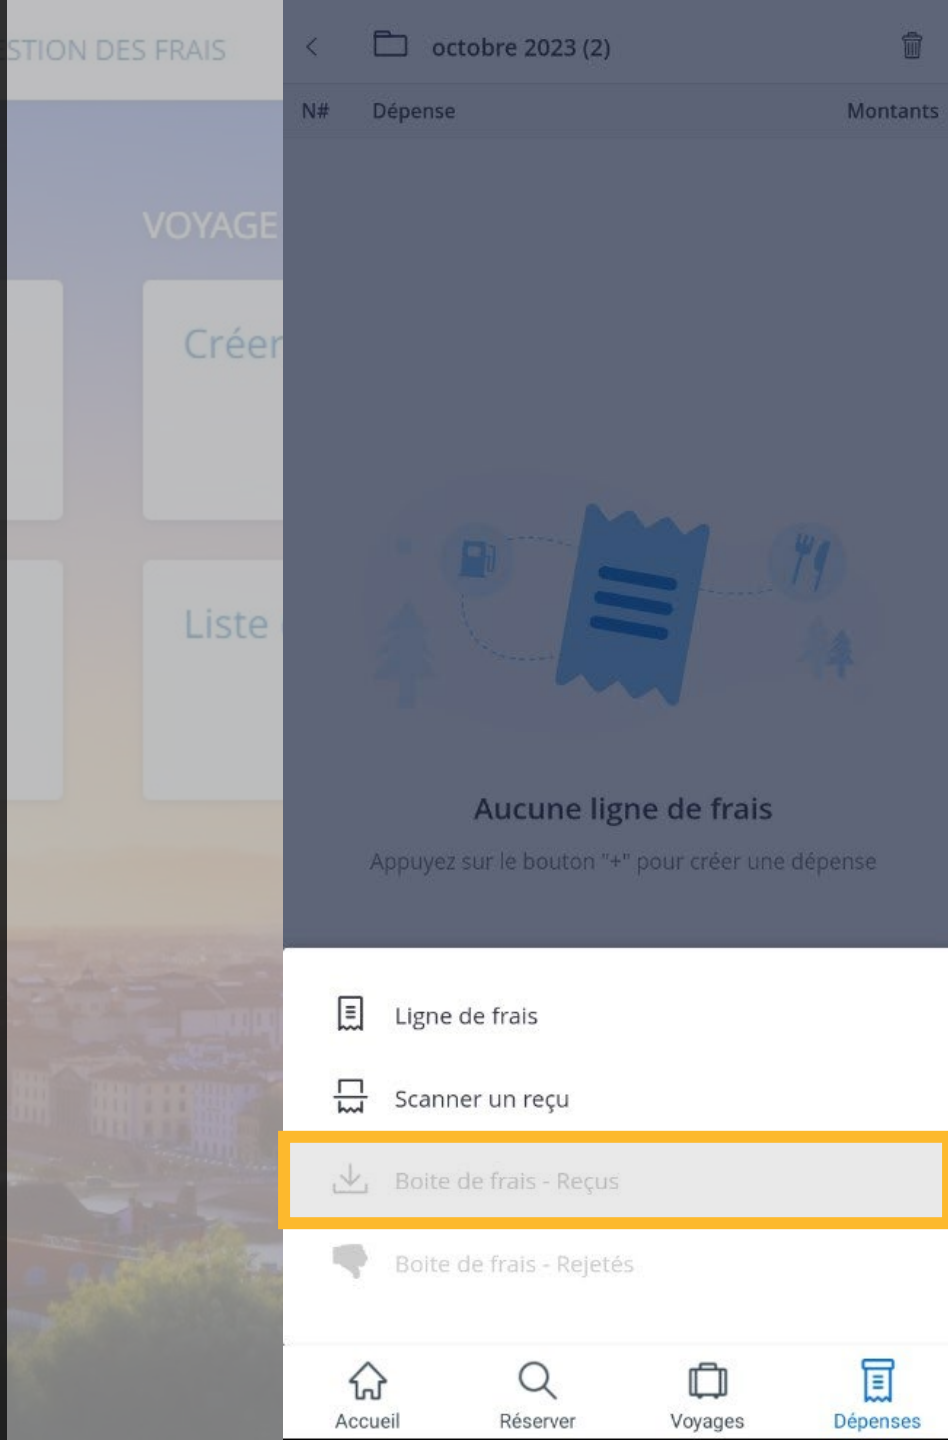 STION DES FRAIS
VOYAGE
Créer
Liste
octobre 2023 (2)
N# Dépense Montants
Aucune ligne de frais
Appuyez sur le bouton "+" pour créer une dépense
Ligne de frais
Scanner un reçu
Boite de frais - Reçus
Boite de frais - Rejetés
Accueil Réserver Voyages Dépenses